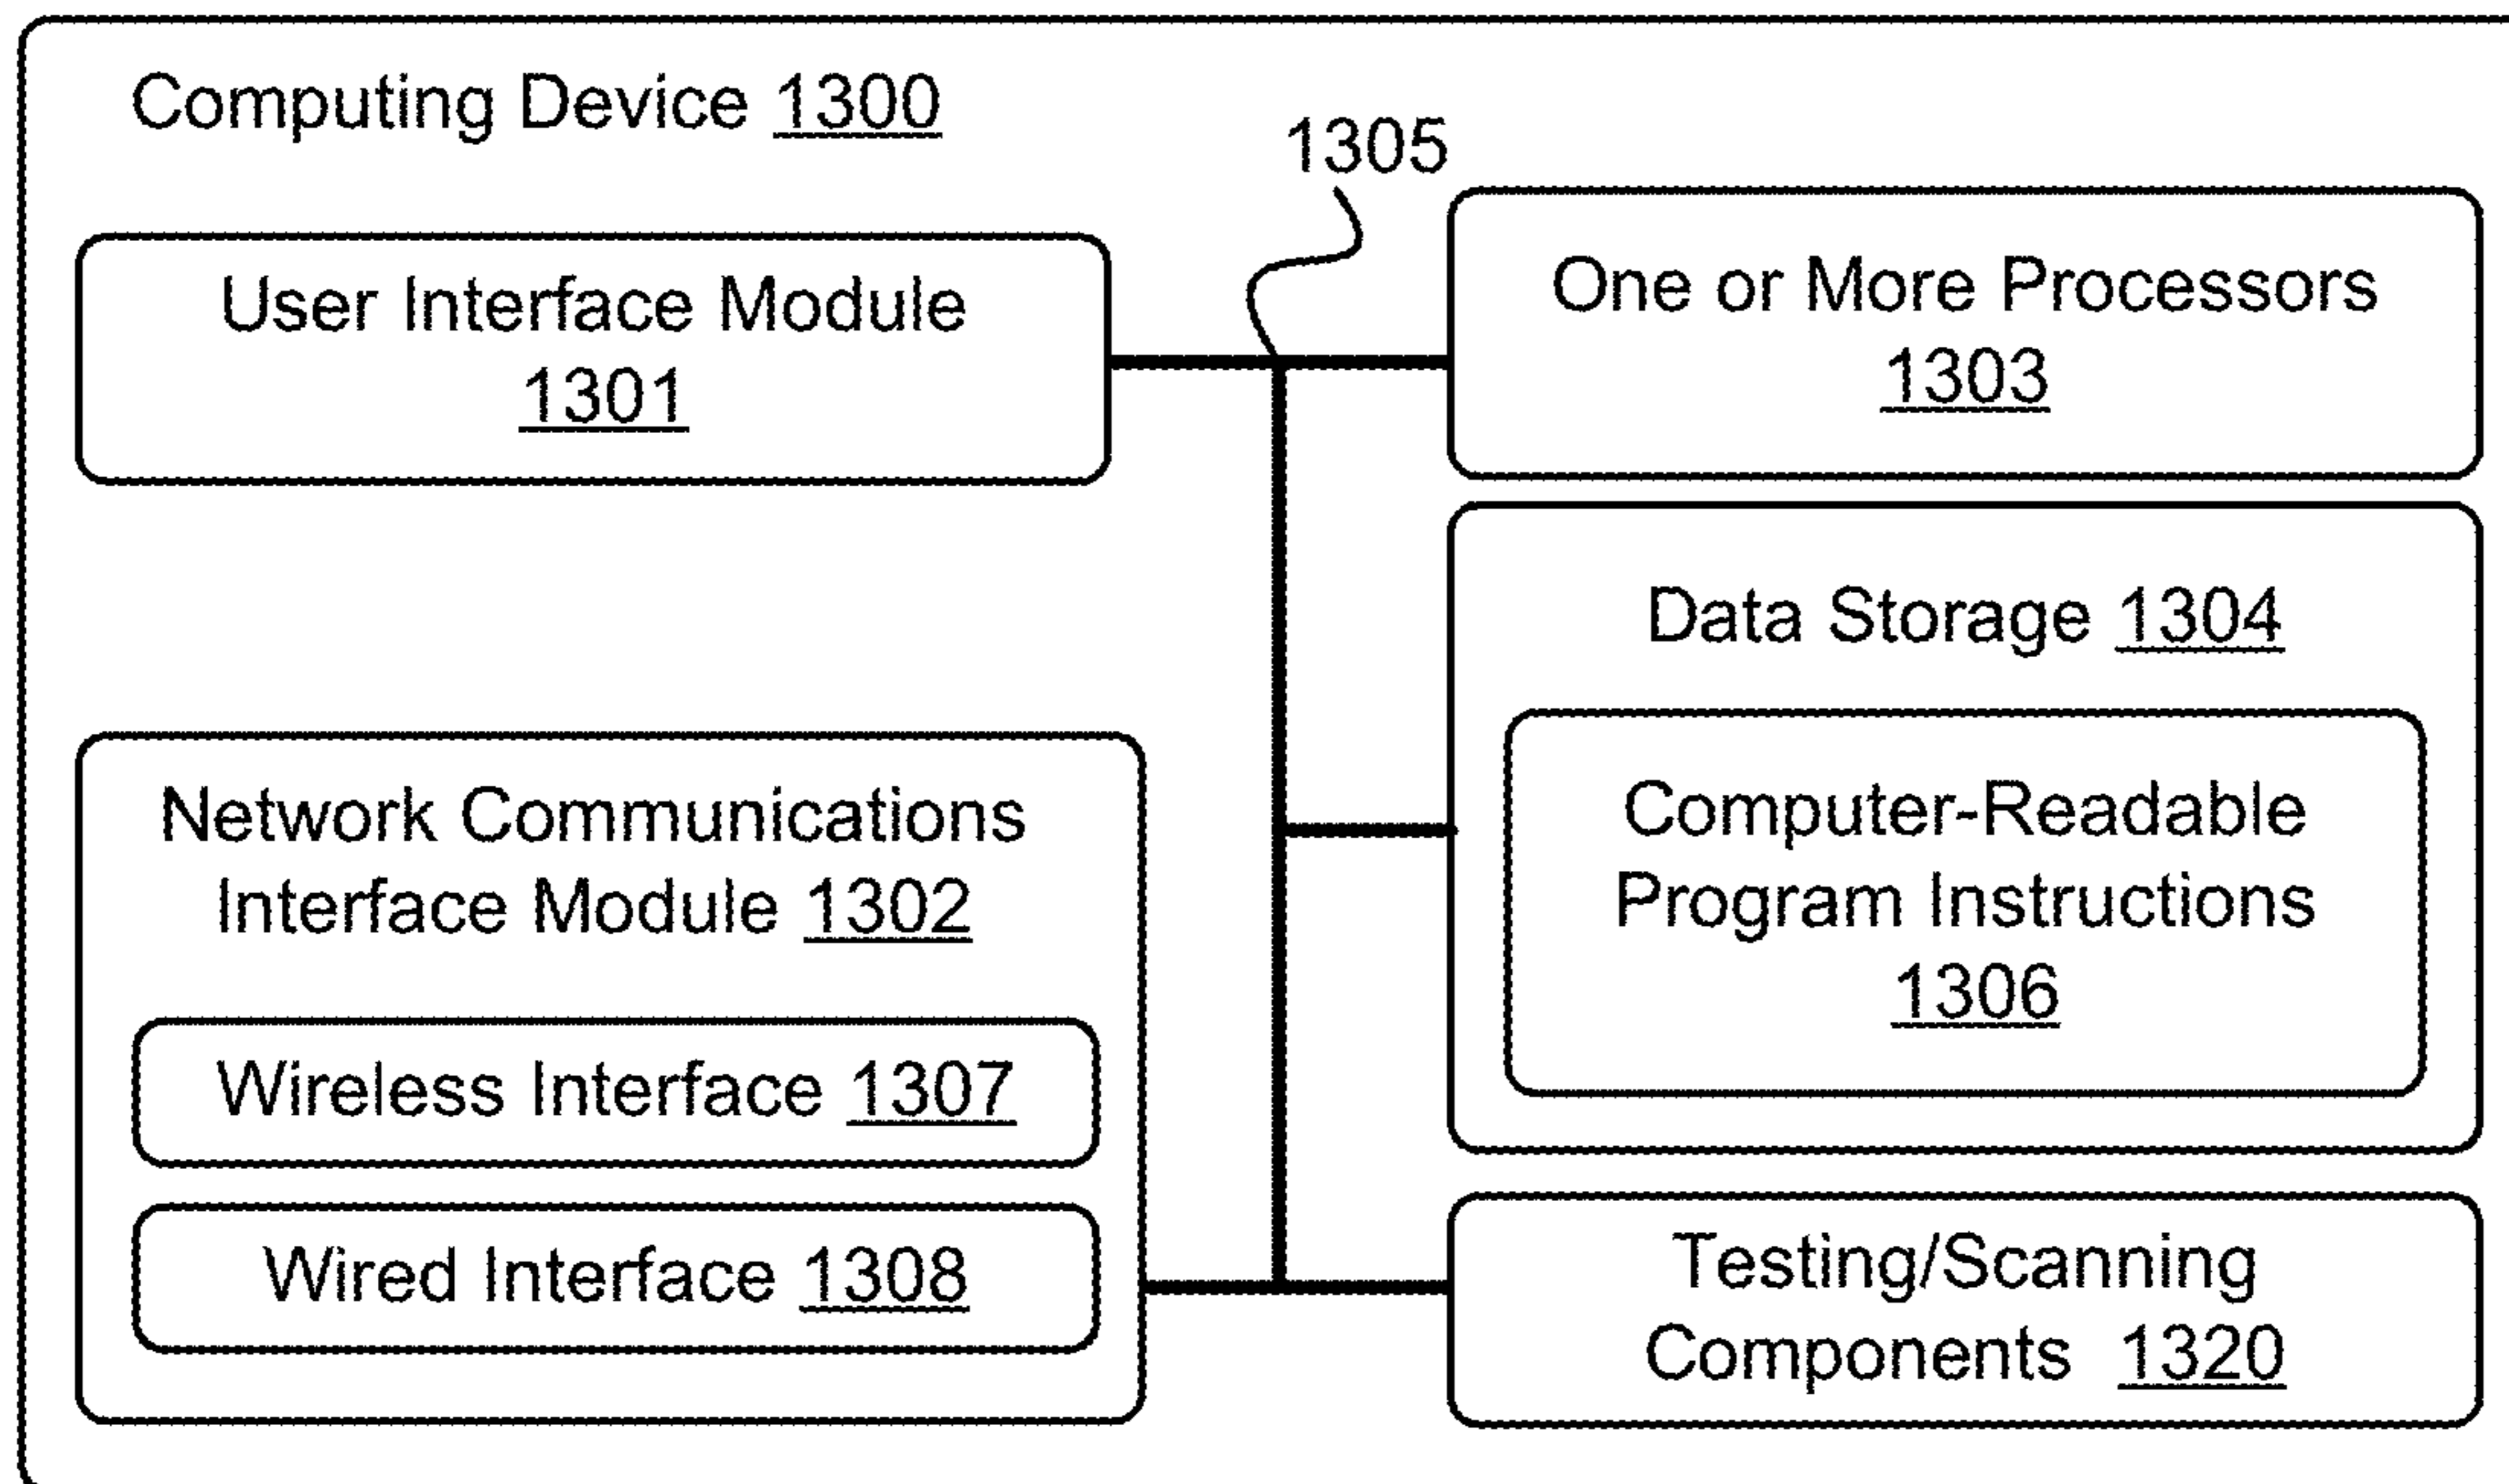 Computing Device 1300
1305
User Interface Module
1301
One or More Processors
1303
Data Storage 1304
Computer-Readable
Program Instructions
1306
Network Communications
Interface Module 1302
Wireless Interface 1307
Wired Interface 1308
Testing/Scanning
Components 1320